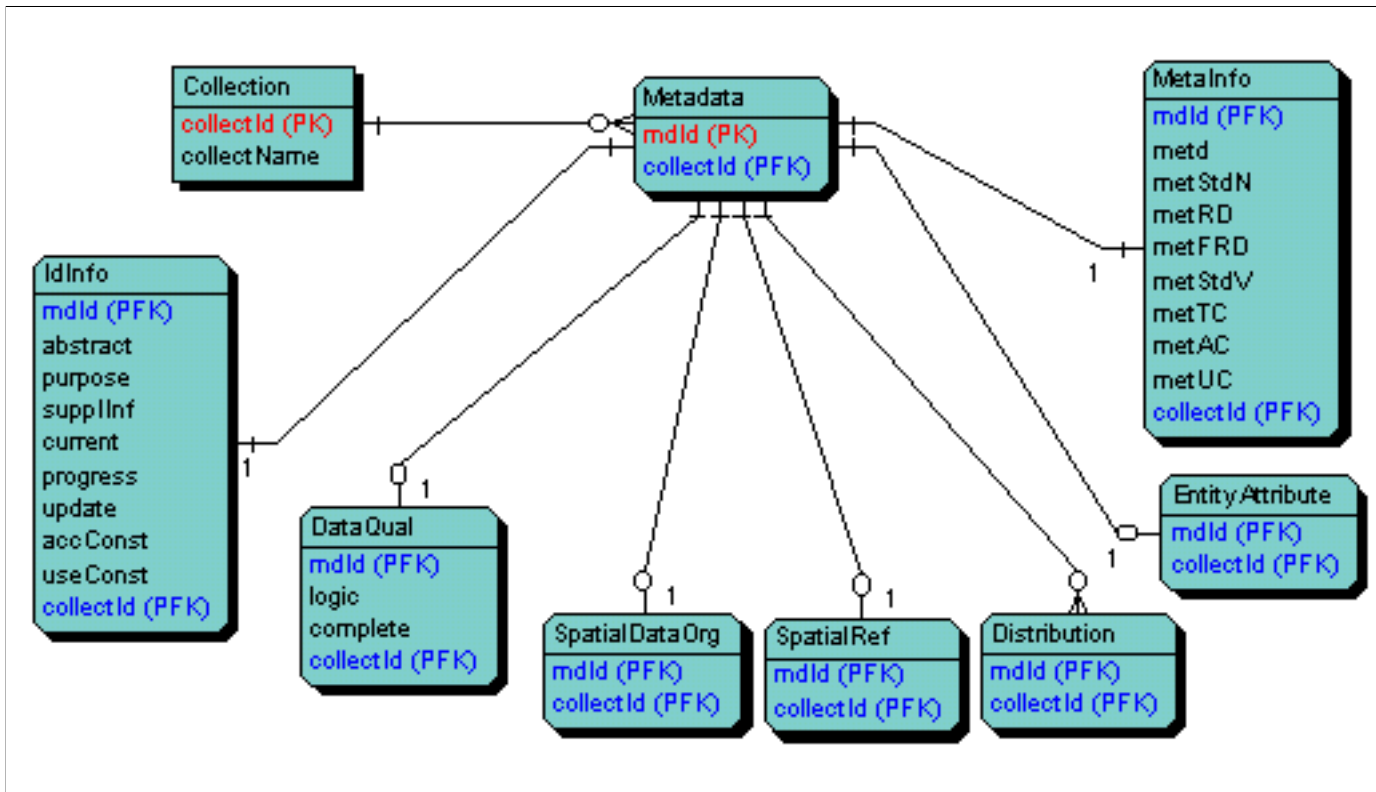 Collection
collectId (PK)
collectName
Metadata
mdId (PK)
collectId (PFK)
MetaInfo
mdId (PFK)
metd
metStdN
metRD
metFRD
metStdV
metTC
metAC
metUC
collectId (PFK)
1
IdInfo
mdId (PFK)
abstract
purpose
supplInf
current
progress
update
accConst
useConst
collectId (PFK)
1
DataQual
mdId (PFK)
logic
complete
collectId (PFK)
1
SpatialDataOrg
mdId (PFK)
collectId (PFK)
1
SpatialRef
mdId (PFK)
collectId (PFK)
1
Distribution
mdId (PFK)
collectId (PFK)
EntityAttribute
mdId (PFK)
collectId (PFK)
1